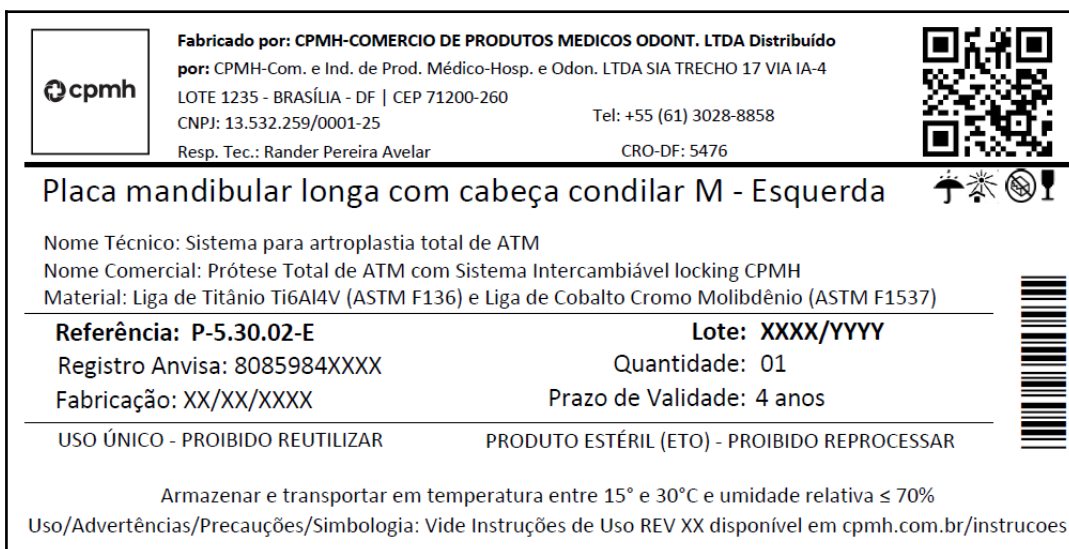 cpmh
Fabricado por: CPMH-COMERCIO DE PRODUTOS MEDICOS ODONT. LTDA Distribuído
por: CPMH-Com. e Ind. de Prod. Médico-Hosp. e Odon. LTDA SIA TRECHO 17 VIA IA-4
LOTE 1235 - BRASÍLIA - DF | CEP 71200-260
CNPJ: 13.532.259/0001-25
Tel: +55 (61) 3028-8858
Resp. Tec.: Rander Pereira Avelar
CRO-DF: 5476
Placa mandibular longa com cabeça condilar M - Esquerda
Nome Técnico: Sistema para artroplastia total de ATM
Nome Comercial: Prótese Total de ATM com Sistema Intercambiável locking CPMH
Material: Liga de Titânio Ti6Al4V (ASTM F136) e Liga de Cobalto Cromo Molibdênio (ASTM F1537)
Referência: P-5.30.02-E
Lote: XXXX/YYYY
Registro Anvisa: 8085984XXXX
Quantidade: 01
Fabricação: XX/XX/XXXX
Prazo de Validade: 4 anos
USO ÚNICO - PROIBIDO REUTILIZAR
PRODUTO ESTÉRIL (ETO) - PROIBIDO REPROCESSAR
Armazenar e transportar em temperatura entre 15° e 30°C e umidade relativa ≤ 70%
Uso/Advertências/Precauções/Simbologia: Vide Instruções de Uso REV XX disponível em cpmh.com.br/instrucoes